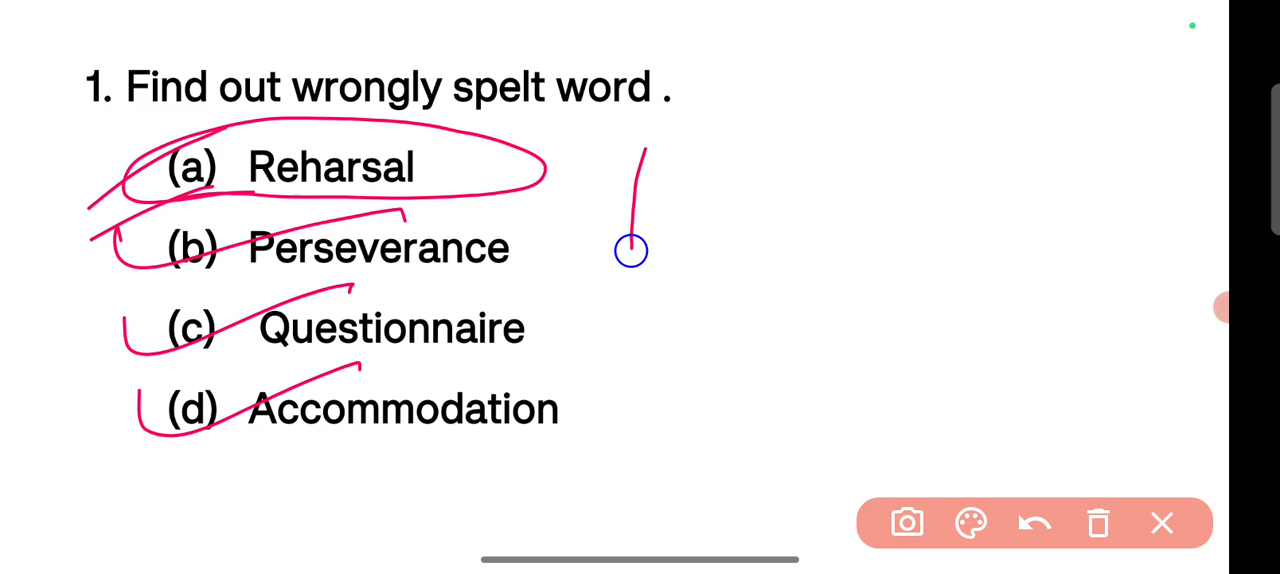 1. Find out wrongly spelt word .
(a) Reharsal
(b) Perseverance
(c) Questionnaire
(d) Accommodation